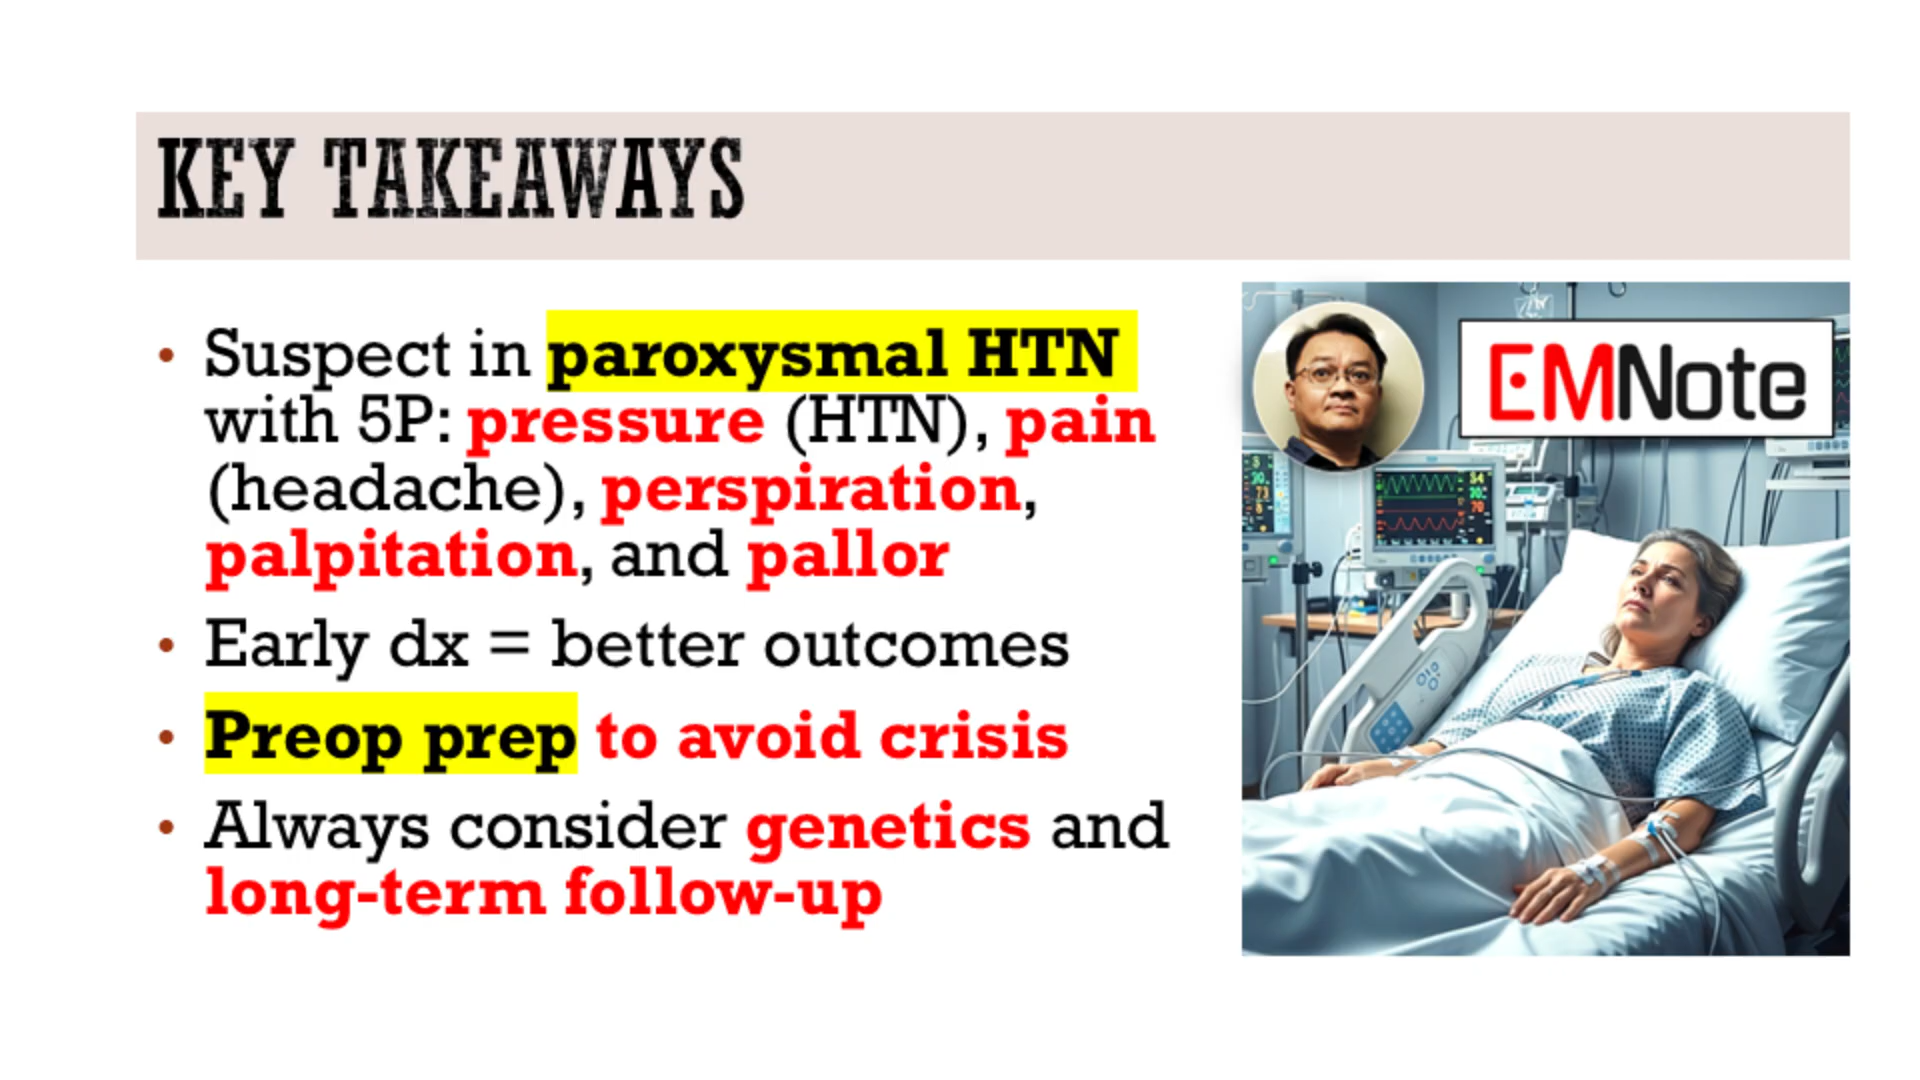 KEY TAKEAWAYS
• Suspect in paroxysmal HTN
with 5P: pressure (HTN), pain
(headache), perspiration,
palpitation, and pallor
• Early dx = better outcomes
• Preop prep to avoid crisis
• Always consider genetics and
long-term follow-up
EMNote